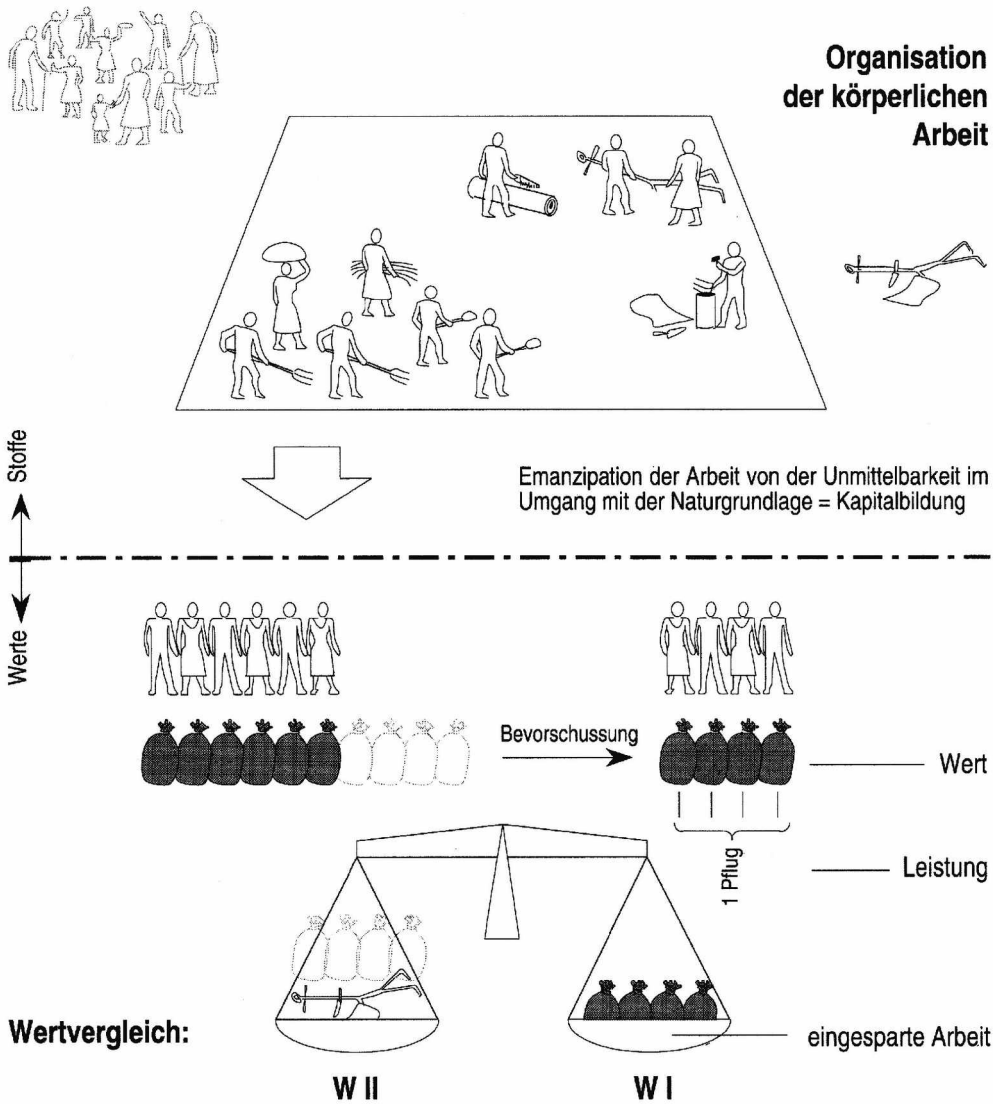 Organisation
der körperlichen
Arbeit
Stoffe
Emanzipation der Arbeit von der Unmittelbarkeit im
Umgang mit der Naturgrundlage = Kapitalbildung
Werte
Bevorschussung
Wert
1 Pflug
Leistung
Wertvergleich:
eingesparte Arbeit
W II
W I